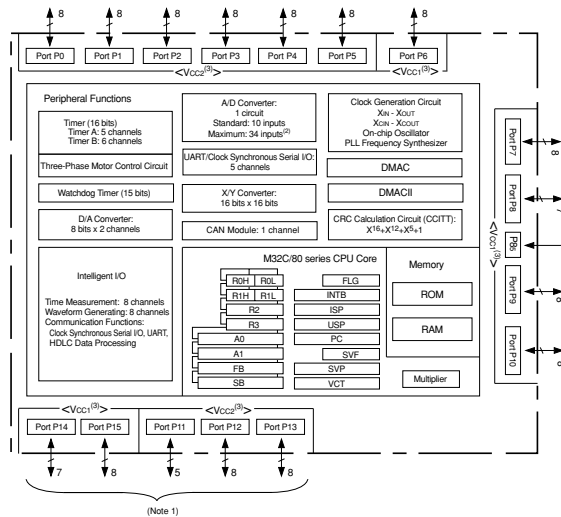 8 8 8 8 8 8 8
Port P0 Port P1 Port P2 Port P3 Port P4 Port P5 Port P6
<VCC2(3)> <VCC1(3)>
Peripheral Functions
Timer (16 bits)
Timer A: 5 channels
Timer B: 6 channels
Three-Phase Motor Control Circuit
Watchdog Timer (15 bits)
D/A Converter:
8 bits x 2 channels
Intelligent I/O
Time Measurement: 8 channels
Waveform Generating: 8 channels
Communication Functions:
Clock Synchronous Serial I/O, UART,
HDLC Data Processing
A/D Converter:
1 circuit
Standard: 10 inputs
Maximum: 34 inputs(2)
UART/Clock Synchronous Serial I/O:
5 channels
X/Y Converter:
16 bits x 16 bits
CAN Module: 1 channel
Clock Generation Circuit
XIN - XOUT
XCIN - XCOUT
On-chip Oscillator
PLL Frequency Synthesizer
DMAC
DMACII
CRC Calculation Circuit (CCITT):
X16+X12+X5+1
M32C/80 series CPU Core
R0H R0L
R1H R1L
R2
R3
A0
A1
FB
SB
FLG
INTB
ISP
USP
PC
SVF
SVP
VCT
Memory
ROM
RAM
Multiplier
<VCC1(3)>
Port P7
8
Port P8
7
P85
Port P9
8
Port P10
8
<VCC1(3)> <VCC2(3)>
Port P14 Port P15 Port P11 Port P12 Port P13
7 8 5 8 8
(Note 1)